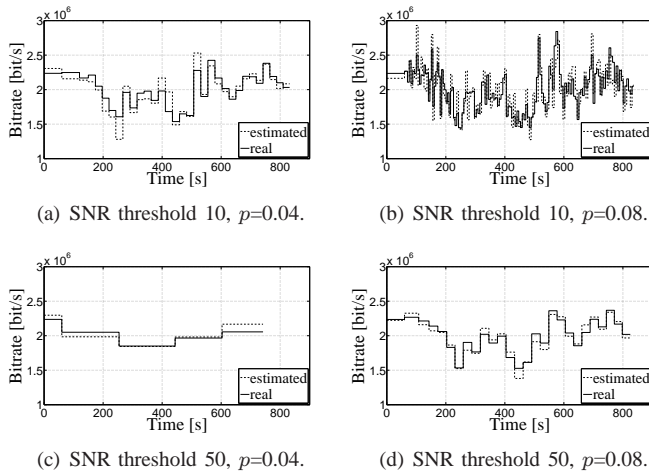 3 x 10^6
2.5
2
1.5
1
Bitrate [bit/s]
0 200 400 600 800
Time [s]
estimated
real
(a) SNR threshold 10, p=0.04.
3 x 10^6
2.5
2
1.5
1
Bitrate [bit/s]
0 200 400 600 800
Time [s]
estimated
real
(b) SNR threshold 10, p=0.08.
3 x 10^6
2.5
2
1.5
1
Bitrate [bit/s]
0 200 400 600 800
Time [s]
estimated
real
(c) SNR threshold 50, p=0.04.
3 x 10^6
2.5
2
1.5
1
Bitrate [bit/s]
0 200 400 600 800
Time [s]
estimated
real
(d) SNR threshold 50, p=0.08.